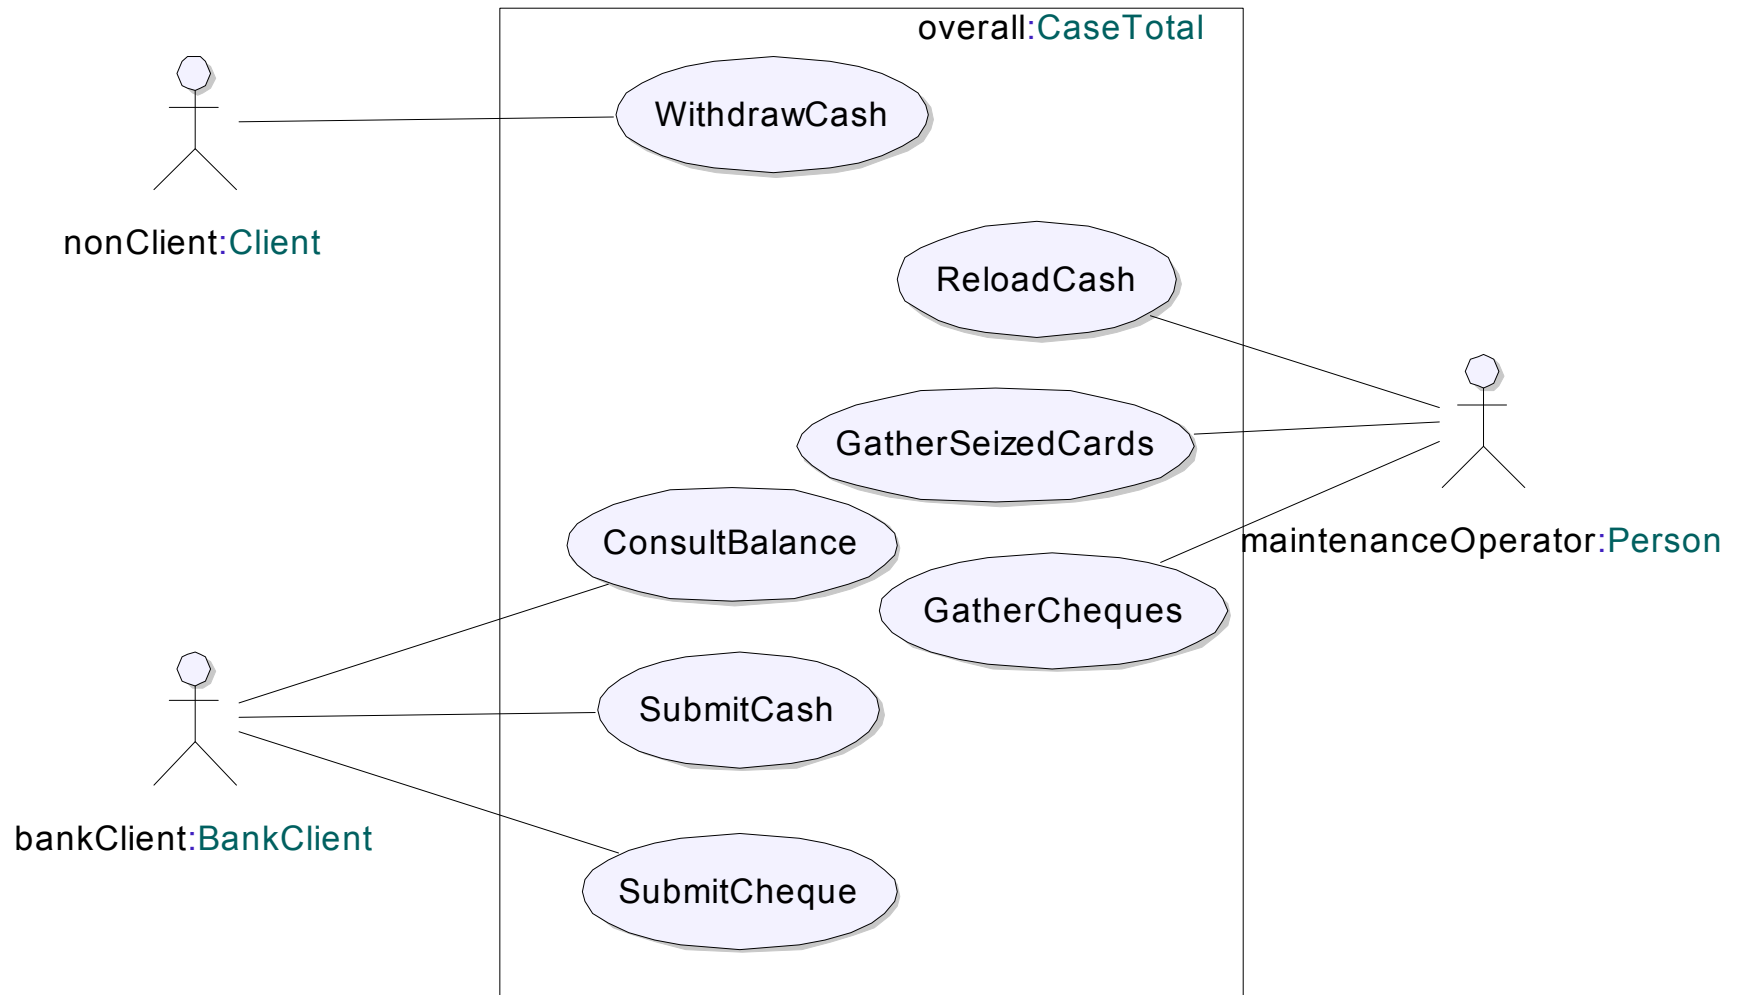 overall:CaseTotal
WithdrawCash
nonClient:Client
ReloadCash
GatherSeizedCards
ConsultBalance
maintenanceOperator:Person
GatherCheques
SubmitCash
bankClient:BankClient
SubmitCheque